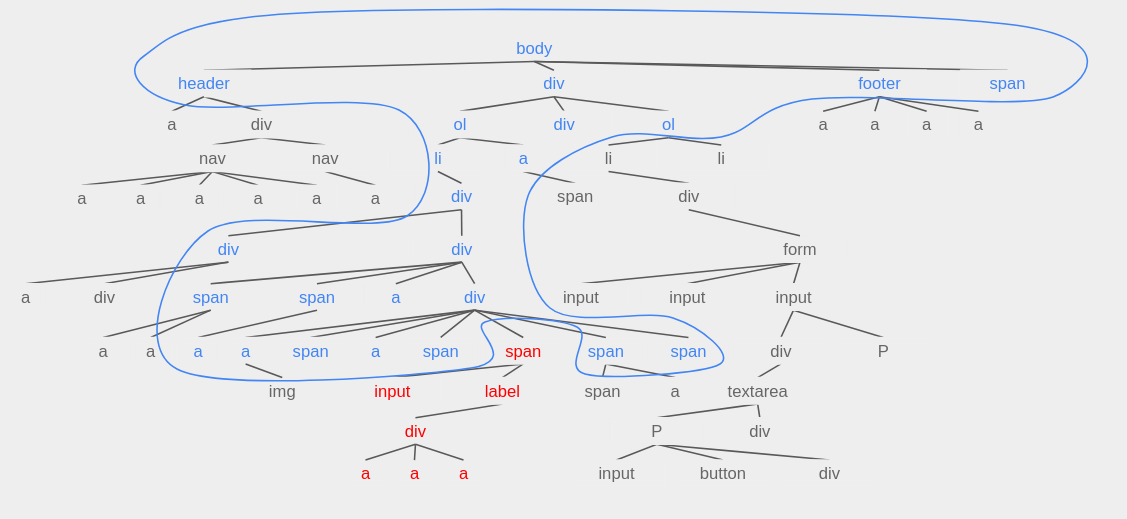 body
header div footer span
a div ol div ol a a a a
nav nav li a li li
a a a a a a div span div
div div form
a div span span a div input input input
a a a a span a span span span span div P
img input label span a textarea
div P div
a a a input button div